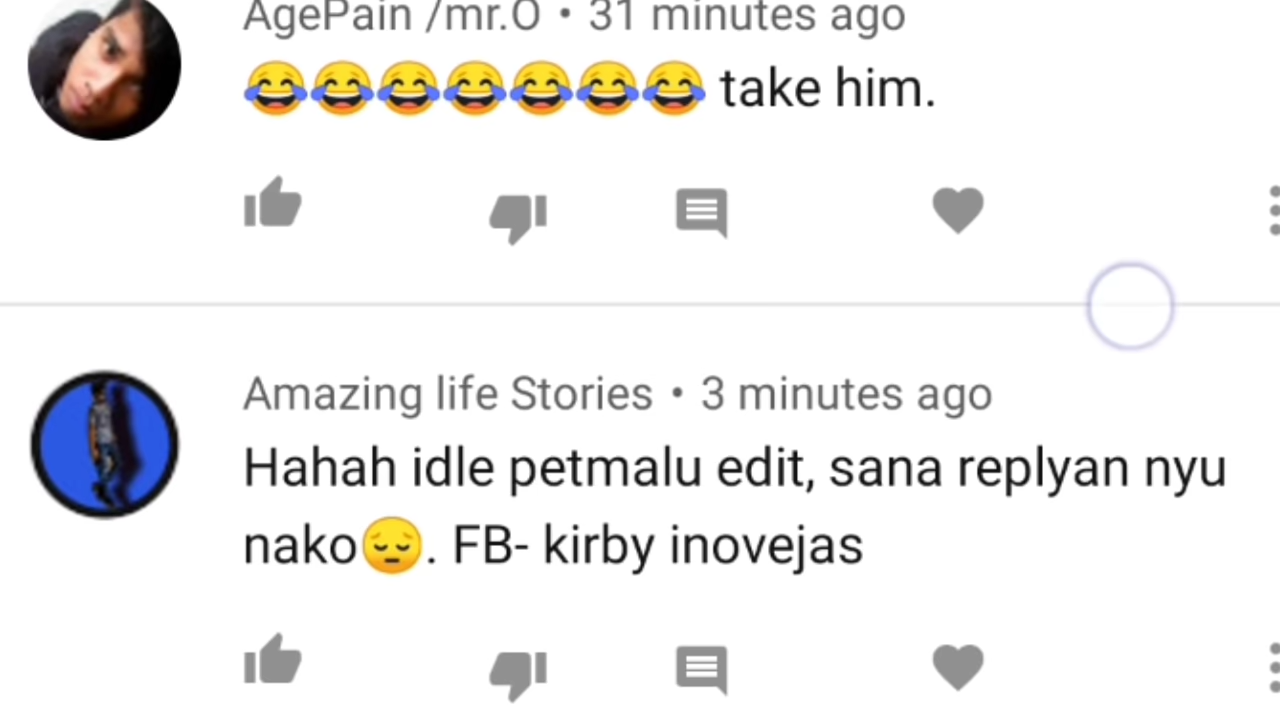 AgePain /mr.O • 31 minutes ago
😂😂😂😂😂😂😂 take him.
Amazing life Stories • 3 minutes ago
Hahah idle petmalu edit, sana replyan nyu
nako😔. FB- kirby inovejas